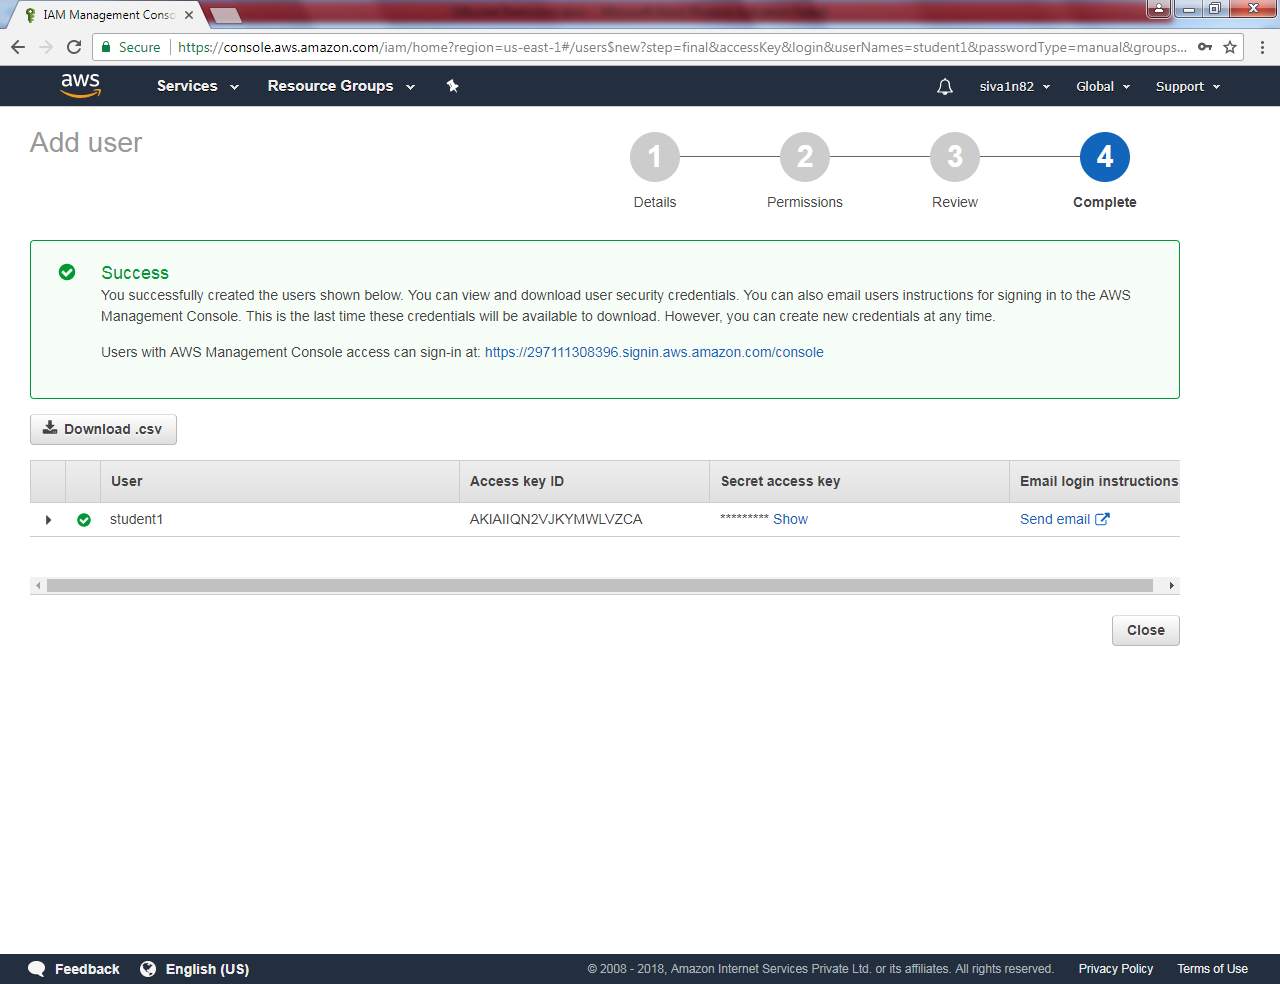 IAM Management Consc
Secure
https://console.aws.amazon.com/iam/home?region=us-east-1#/users$new?step=final&accessKey&login&userNames=student1&passwordType=manual&groups...
aws
Services
Resource Groups
siva1n82
Global
Support
Add user
1
2
3
4
Details
Permissions
Review
Complete
Success
You successfully created the users shown below. You can view and download user security credentials. You can also email users instructions for signing in to the AWS
Management Console. This is the last time these credentials will be available to download. However, you can create new credentials at any time.
Users with AWS Management Console access can sign-in at: https://297111308396.signin.aws.amazon.com/console
Download .csv
User
Access key ID
Secret access key
Email login instructions
student1
AKIAIIQN2VJKYMWLVZCA
********* Show
Send email
Close
Feedback
English (US)
© 2008 - 2018, Amazon Internet Services Private Ltd. or its affiliates. All rights reserved.
Privacy Policy
Terms of Use